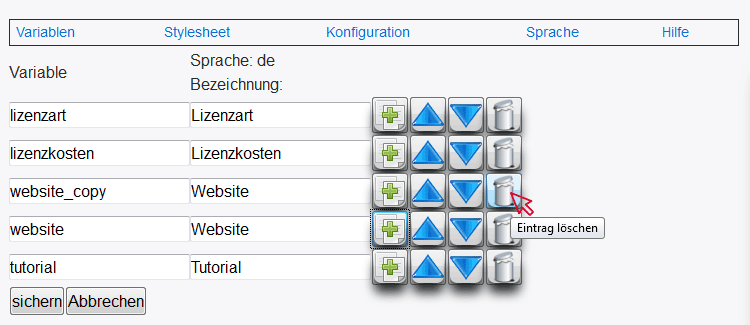 Variablen Stylesheet Konfiguration Sprache Hilfe
Variable Sprache: de
Bezeichnung:
lizenzart Lizenzart
lizenzkosten Lizenzkosten
website_copy Website
website Website
Eintrag löschen
tutorial Tutorial
sichern Abbrechen